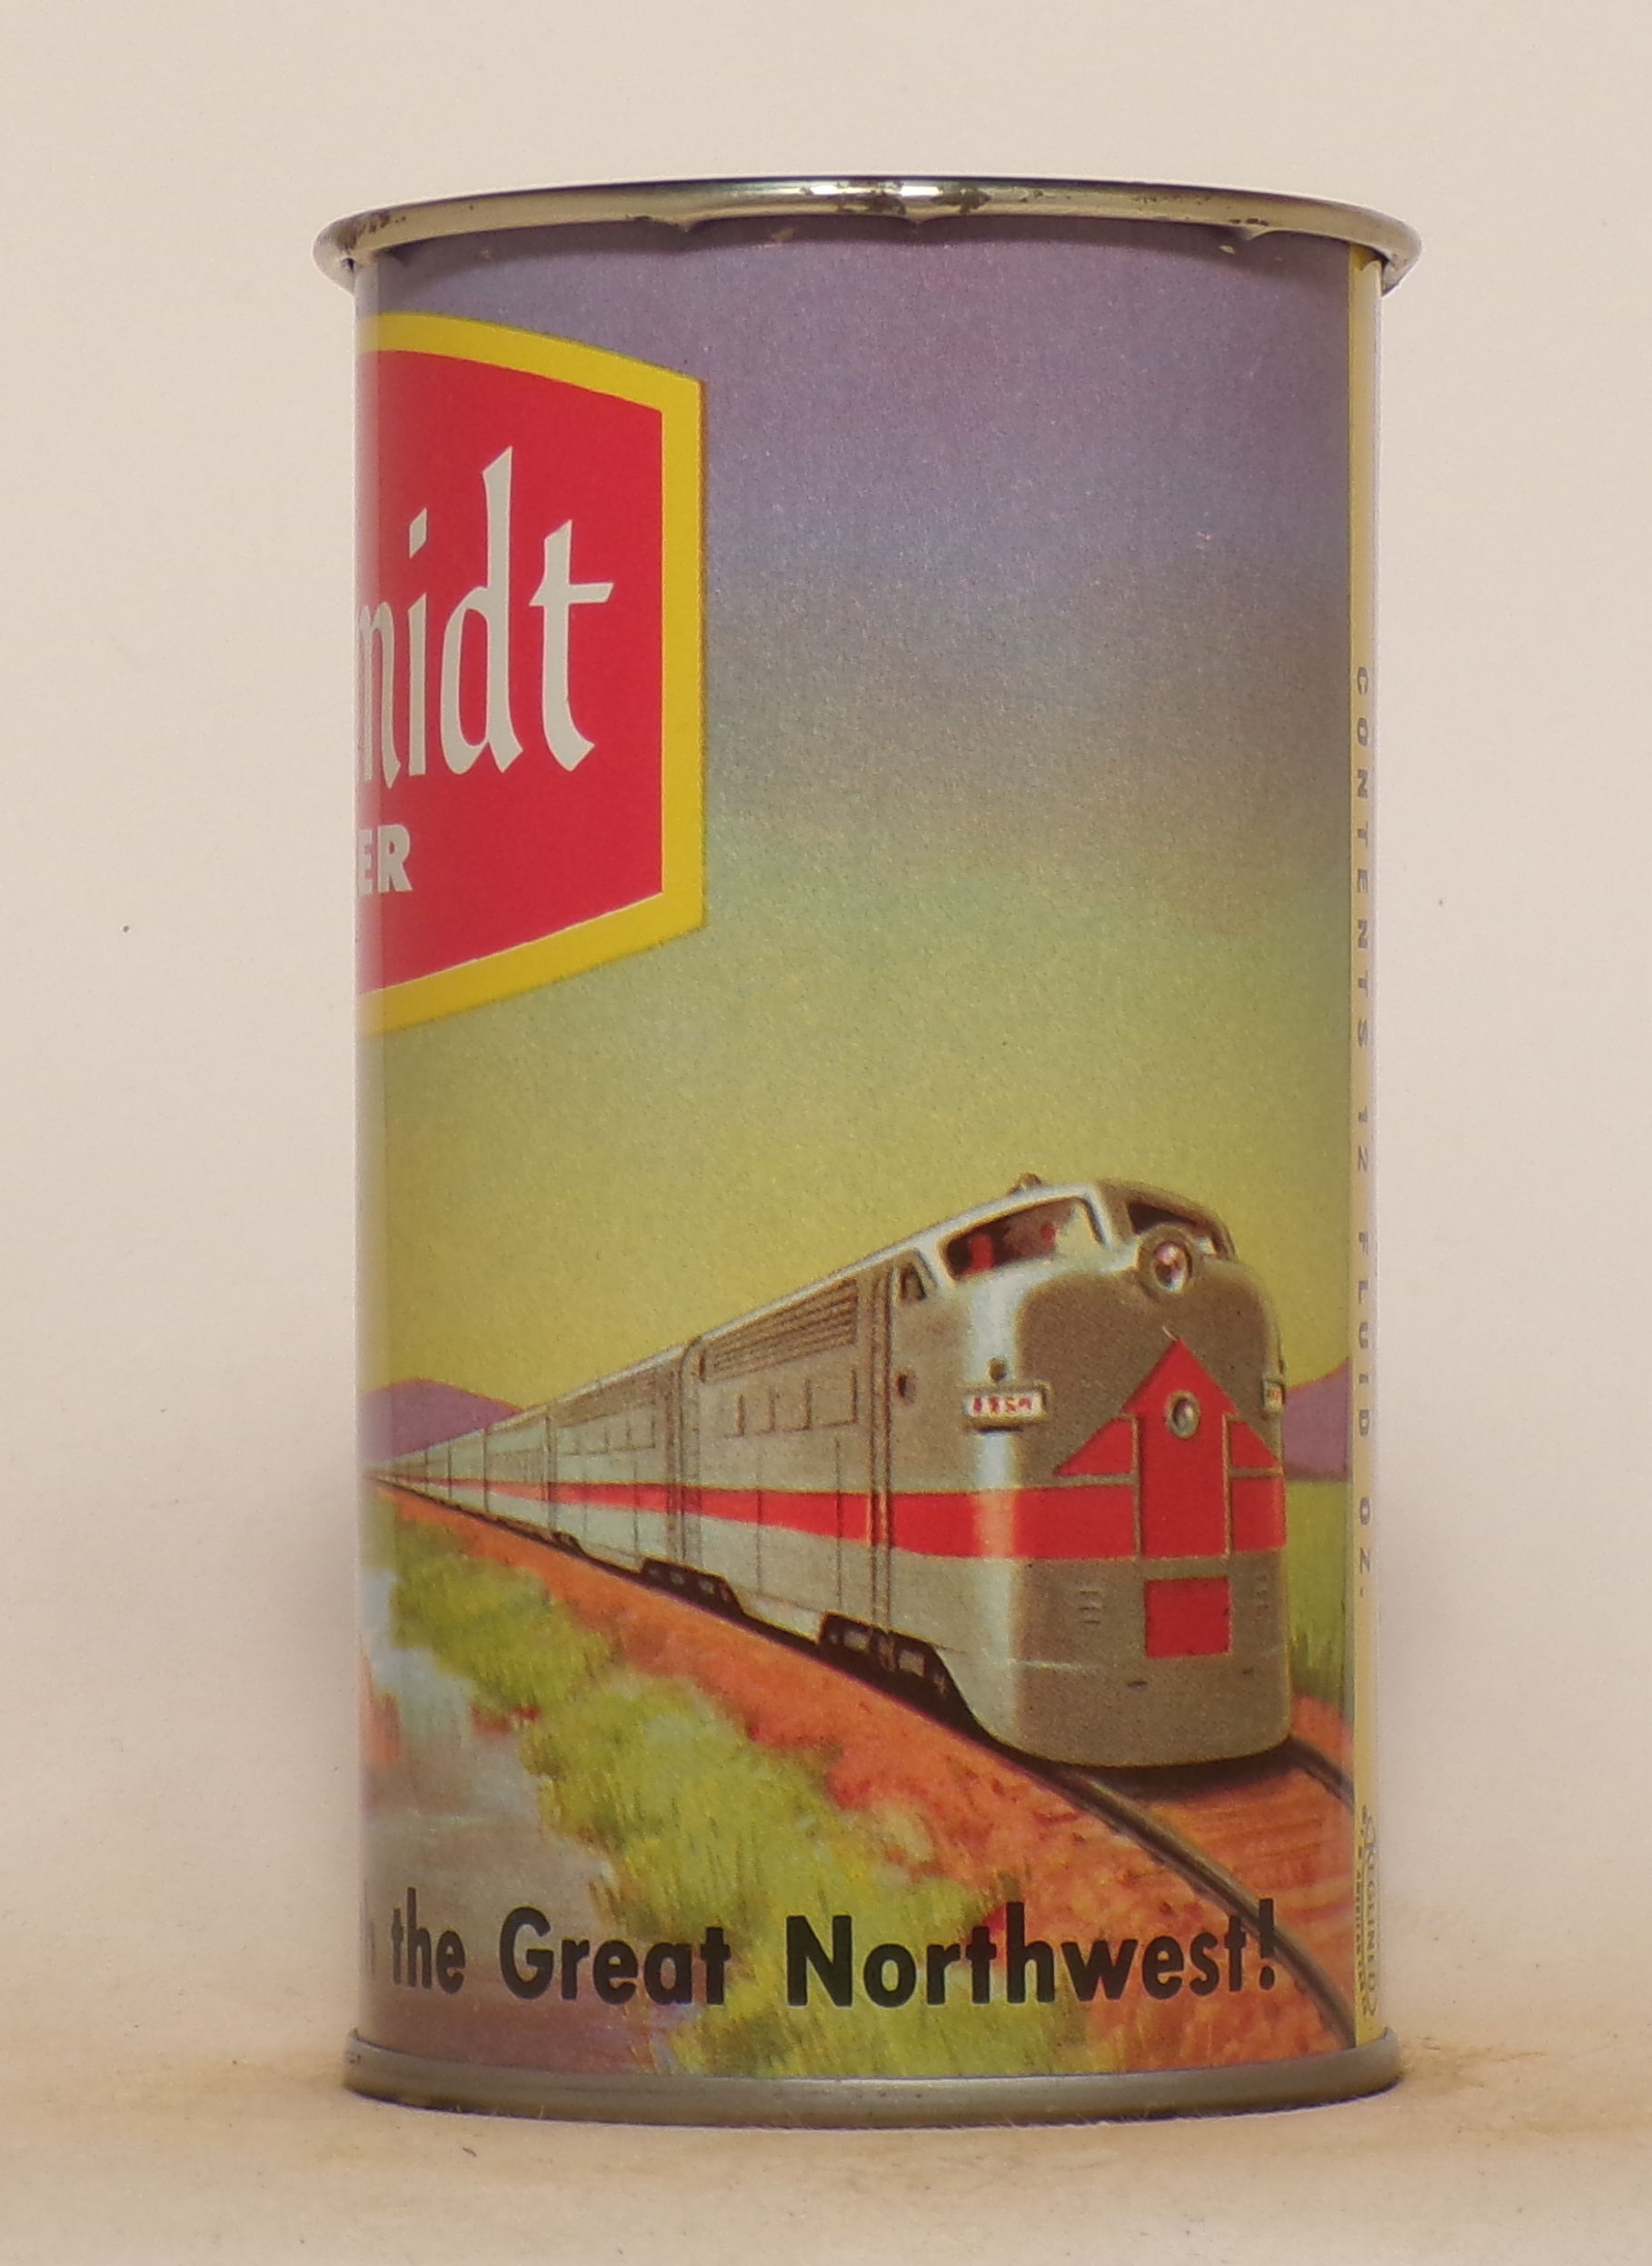 midt
ER
the Great Northwest!
CONTENTS 12 FLUID OZ.